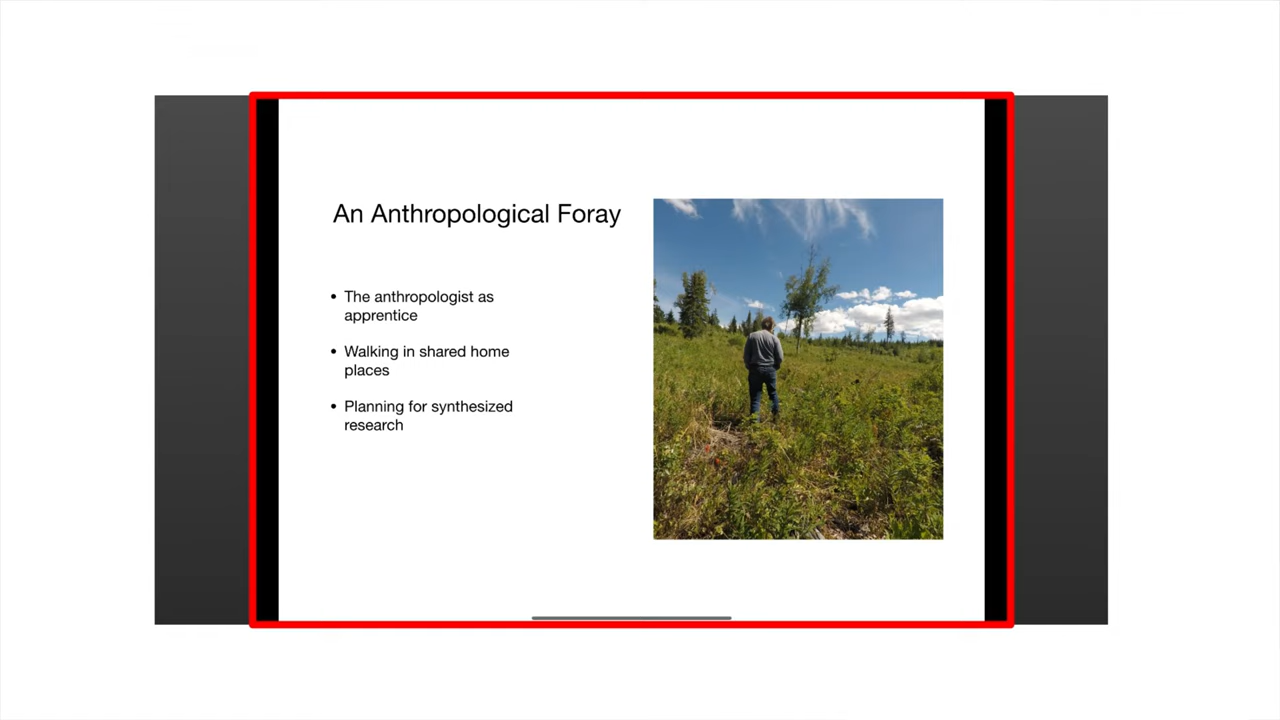 An Anthropological Foray
• The anthropologist as
apprentice
• Walking in shared home
places
• Planning for synthesized
research